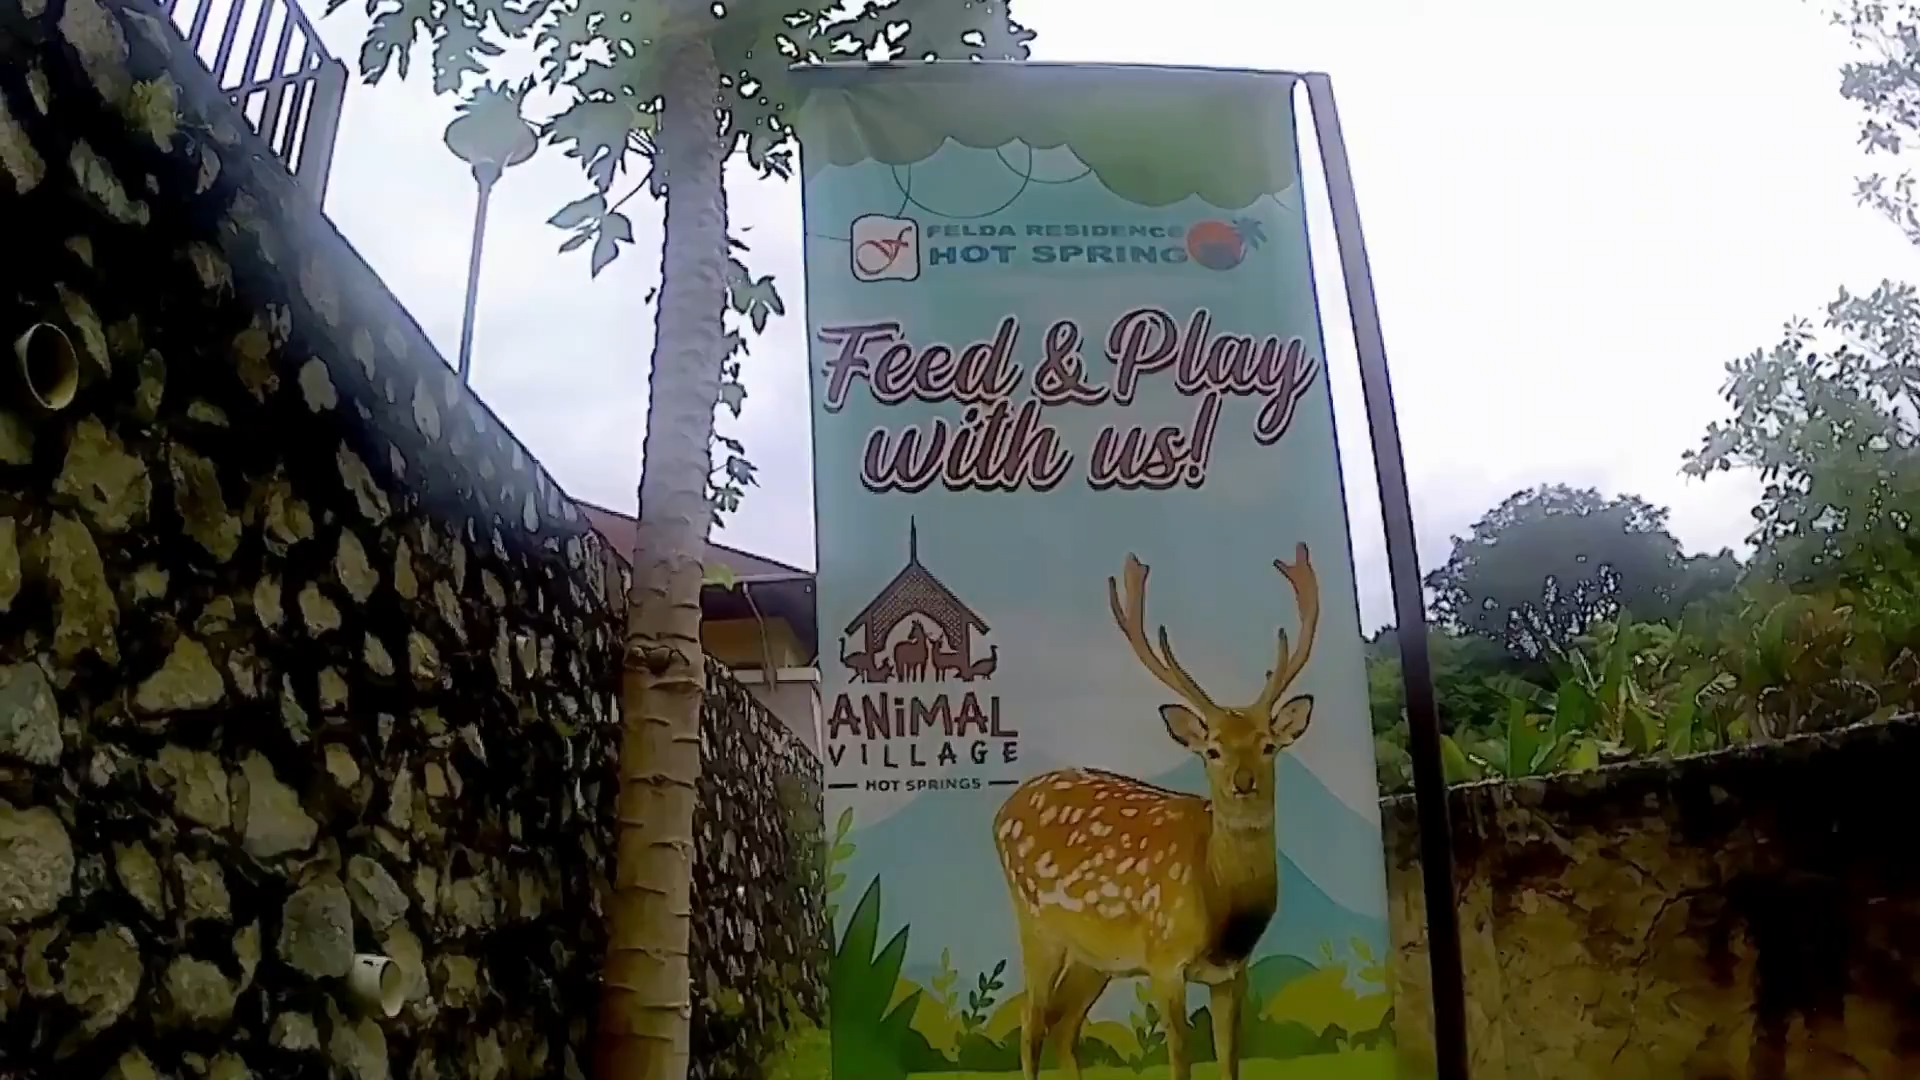 FELDA RESIDENCE
HOT SPRING
Feed & Play
with us!
ANiMAL
VILLAGE
HOT SPRINGS